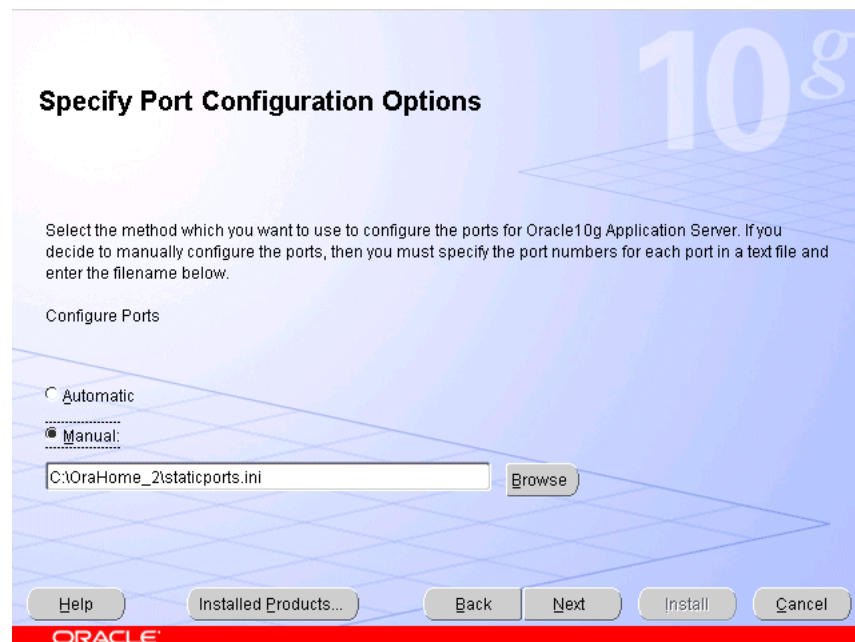 10g
Specify Port Configuration Options
Select the method which you want to use to configure the ports for Oracle10g Application Server. If you
decide to manually configure the ports, then you must specify the port numbers for each port in a text file and
enter the filename below.
Configure Ports
Automatic
Manual:
C:\OraHome_2\staticports.ini
Browse
Help
Installed Products...
Back
Next
Install
Cancel
ORACLE